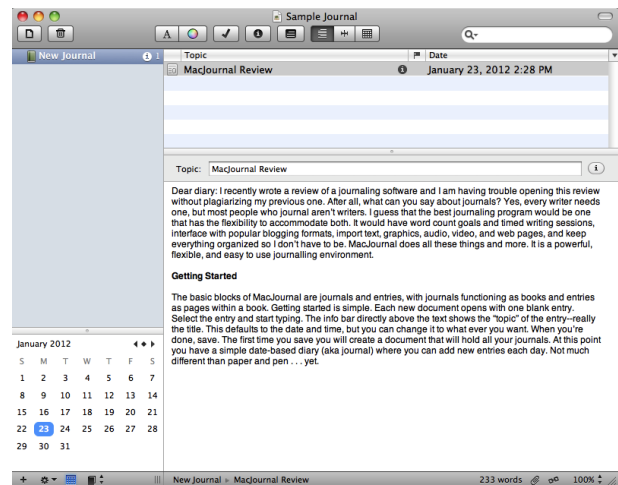 Sample Journal
A
Q
New Journal 1
Topic Date
MacJournal Review January 23, 2012 2:28 PM
Topic: MacJournal Review
Dear diary: I recently wrote a review of a journaling software and I am having trouble opening this review
without plagiarizing my previous one. After all, what can you say about journals? Yes, every writer needs
one, but most people who journal aren't writers. I guess that the best journaling program would be one
that has the flexibility to accommodate both. It would have word count goals and timed writing sessions,
interface with popular blogging formats, import text, graphics, audio, video, and web pages, and keep
everything organized so I don't have to be. MacJournal does all these things and more. It is a powerful,
flexible, and easy to use journalling environment.
Getting Started
The basic blocks of MacJournal are journals and entries, with journals functioning as books and entries
as pages within a book. Getting started is simple. Each new document opens with one blank entry.
Select the entry and start typing. The info bar directly above the text shows the "topic" of the entry--really
the title. This defaults to the date and time, but you can change it to what ever you want. When you're
done, save. The first time you save you will create a document that will hold all your journals. At this point
you have a simple date-based diary (aka journal) where you can add new entries each day. Not much
different than paper and pen . . . yet.
January 2012
S M T W T F S
1 2 3 4 5 6 7
8 9 10 11 12 13 14
15 16 17 18 19 20 21
22 23 24 25 26 27 28
29 30 31
New Journal ▸ MacJournal Review 233 words 100%